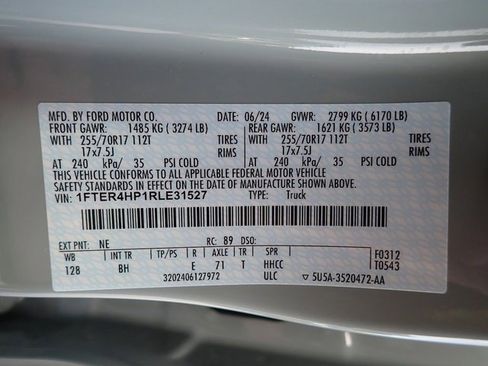 MFD. BY FORD MOTOR CO. DATE: 06/24 GVWR: 2799 KG ( 6170 LB)
FRONT GAWR: 1485 KG ( 3274 LB) REAR GAWR: 1621 KG ( 3573 LB)
WITH 255/70R17 112T TIRES WITH 255/70R17 112T TIRES
17x7.5J RIMS 17x7.5J RIMS
AT 240 kPa/ 35 PSI COLD AT 240 kPa/ 35 PSI COLD
THIS VEHICLE CONFORMS TO ALL APPLICABLE FEDERAL MOTOR VEHICLE
SAFETY AND THEFT PREVENTION STANDARDS IN EFFECT ON THE DATE OF MANUFACTURE SHOWN ABOVE.
VIN: 1FTER4HP1RLE31527 TYPE: Truck
EXT PNT: NE RC: 89 DSO:
WB INT TR TP/PS R AXLE TR SPR F0312
128 BH E 71 T HHCC T0543
3202406127972 ULC 5U5A-3520472-AA